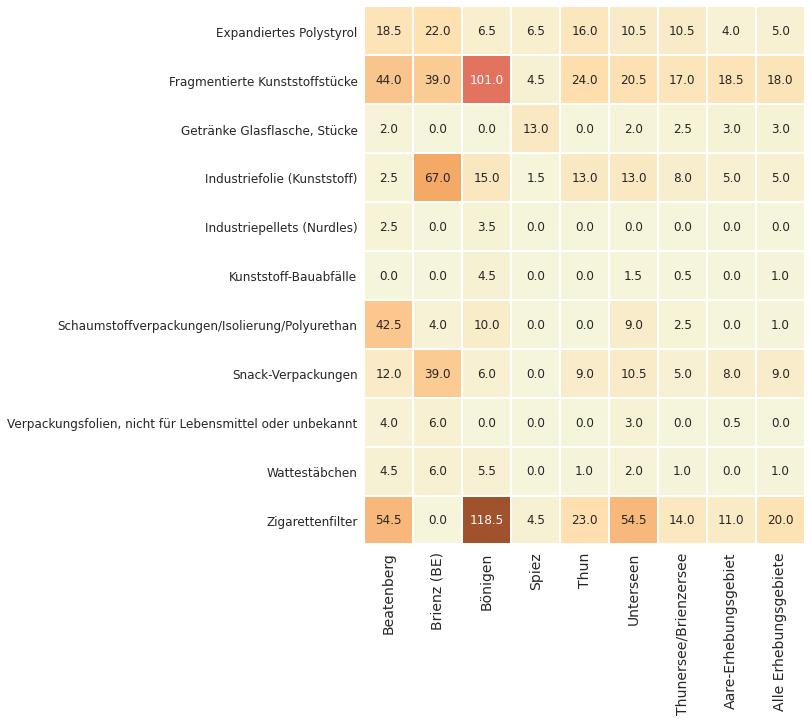 Expandiertes Polystyrol 18.5 22.0 6.5 6.5 16.0 10.5 10.5 4.0 5.0
Fragmentierte Kunststoffstücke 44.0 39.0 101.0 4.5 24.0 20.5 17.0 18.5 18.0
Getränke Glasflasche, Stücke 2.0 0.0 0.0 13.0 0.0 2.0 2.5 3.0 3.0
Industriefolie (Kunststoff) 2.5 67.0 15.0 1.5 13.0 13.0 8.0 5.0 5.0
Industriepellets (Nurdles) 2.5 0.0 3.5 0.0 0.0 0.0 0.0 0.0 0.0
Kunststoff-Bauabfälle 0.0 0.0 4.5 0.0 0.0 1.5 0.5 0.0 1.0
Schaumstoffverpackungen/Isolierung/Polyurethan 42.5 4.0 10.0 0.0 0.0 9.0 2.5 0.0 1.0
Snack-Verpackungen 12.0 39.0 6.0 0.0 9.0 10.5 5.0 8.0 9.0
Verpackungsfolien, nicht für Lebensmittel oder unbekannt 4.0 6.0 0.0 0.0 0.0 3.0 0.0 0.5 0.0
Wattestäbchen 4.5 6.0 5.5 0.0 1.0 2.0 1.0 0.0 1.0
Zigarettenfilter 54.5 0.0 118.5 4.5 23.0 54.5 14.0 11.0 20.0
Beatenberg
Brienz (BE)
Bönigen
Spiez
Thun
Unterseen
Thunersee/Brienzersee
Aare-Erhebungsgebiet
Alle Erhebungsgebiete